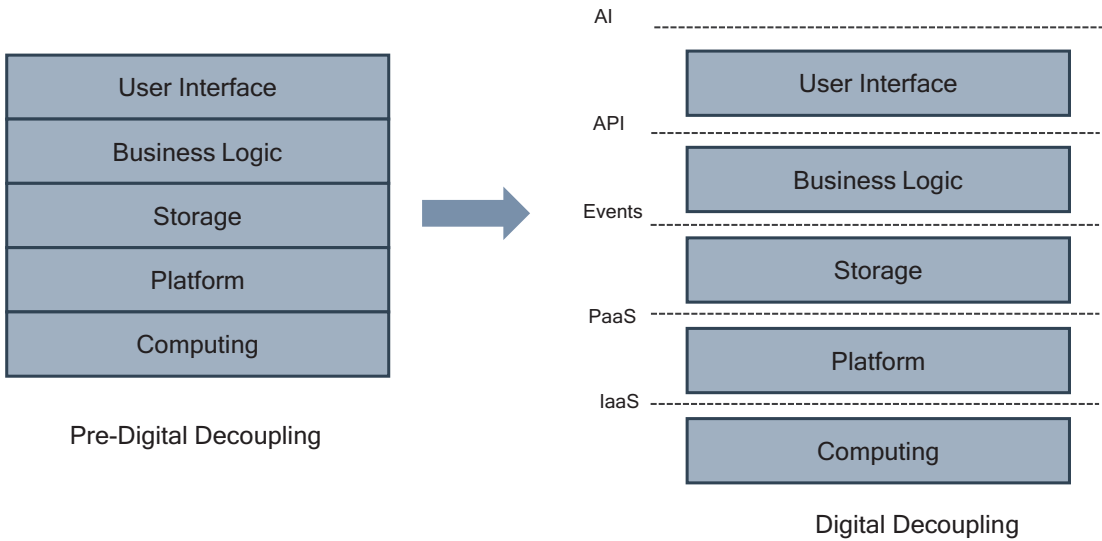 User Interface
Business Logic
Storage
Platform
Computing
Pre-Digital Decoupling
AI
User Interface
API
Business Logic
Events
Storage
PaaS
Platform
IaaS
Computing
Digital Decoupling